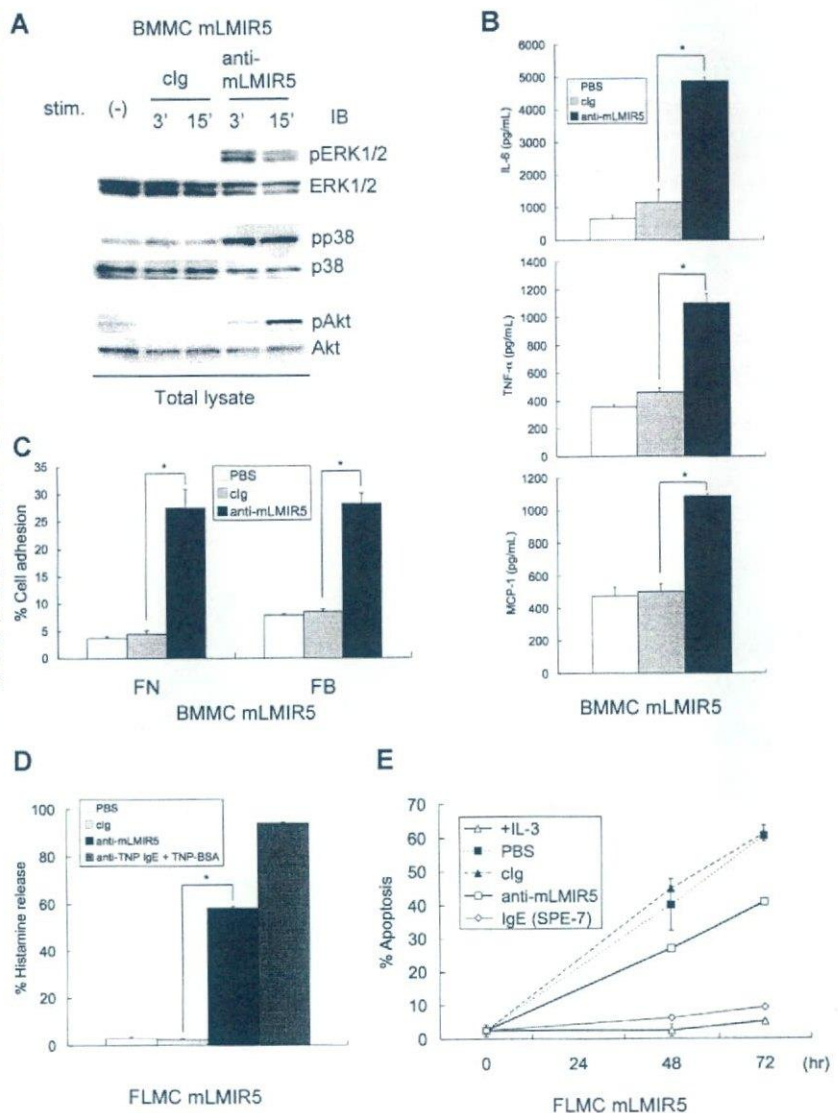 A
BMMC mLMIR5
cIg
anti-
mLMIR5
stim.
(-)
3' 15' 3' 15'
IB
pERK1/2
ERK1/2
pp38
p38
pAkt
Akt
Total lysate
B
PBS
cIg
anti-mLMIR5
*
IL-6 (pg/mL)
6000
5000
4000
3000
2000
1000
0
*
TNF-α (pg/mL)
1400
1200
1000
800
600
400
200
0
*
MCP-1 (pg/mL)
1200
1000
800
600
400
200
0
BMMC mLMIR5
C
PBS
cIg
anti-mLMIR5
*
*
% Cell adhesion
35
30
25
20
15
10
5
0
FN FB
BMMC mLMIR5
D
PBS
cIg
anti-mLMIR5
anti-TNP IgE + TNP-BSA
*
% Histamine release
100
80
60
40
20
0
FLMC mLMIR5
E
+IL-3
PBS
cIg
anti-mLMIR5
IgE (SPE-7)
% Apoptosis
70
60
50
40
30
20
10
0
0 24 48 72 (hr)
FLMC mLMIR5